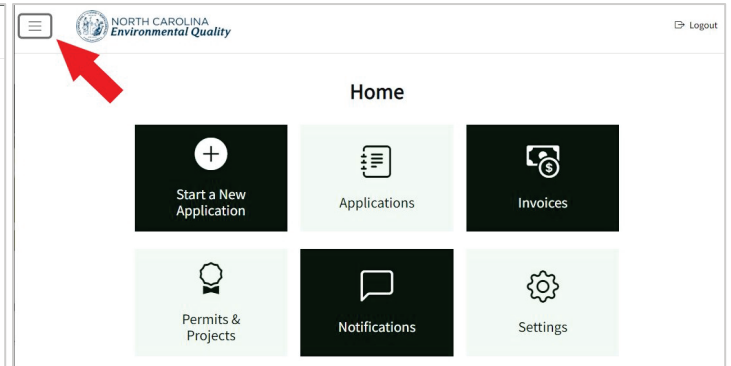 NORTH CAROLINA
Environmental Quality
Logout
Home
Start a New
Application
Applications
Invoices
Permits &
Projects
Notifications
Settings